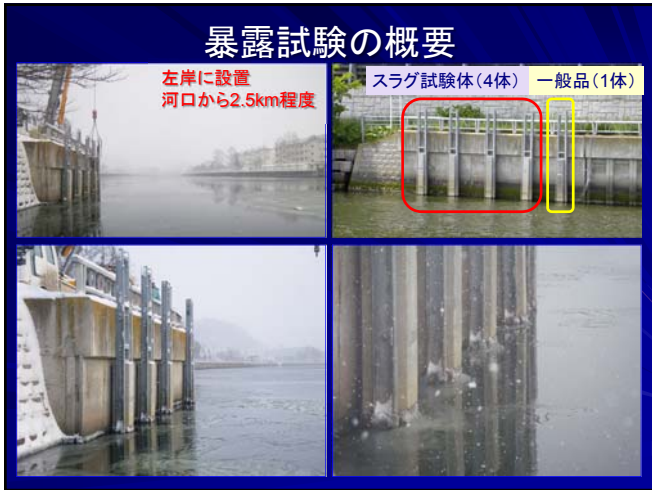 暴露試験の概要
左岸に設置
河口から2.5km程度
スラグ試験体(4体)
一般品(1体)